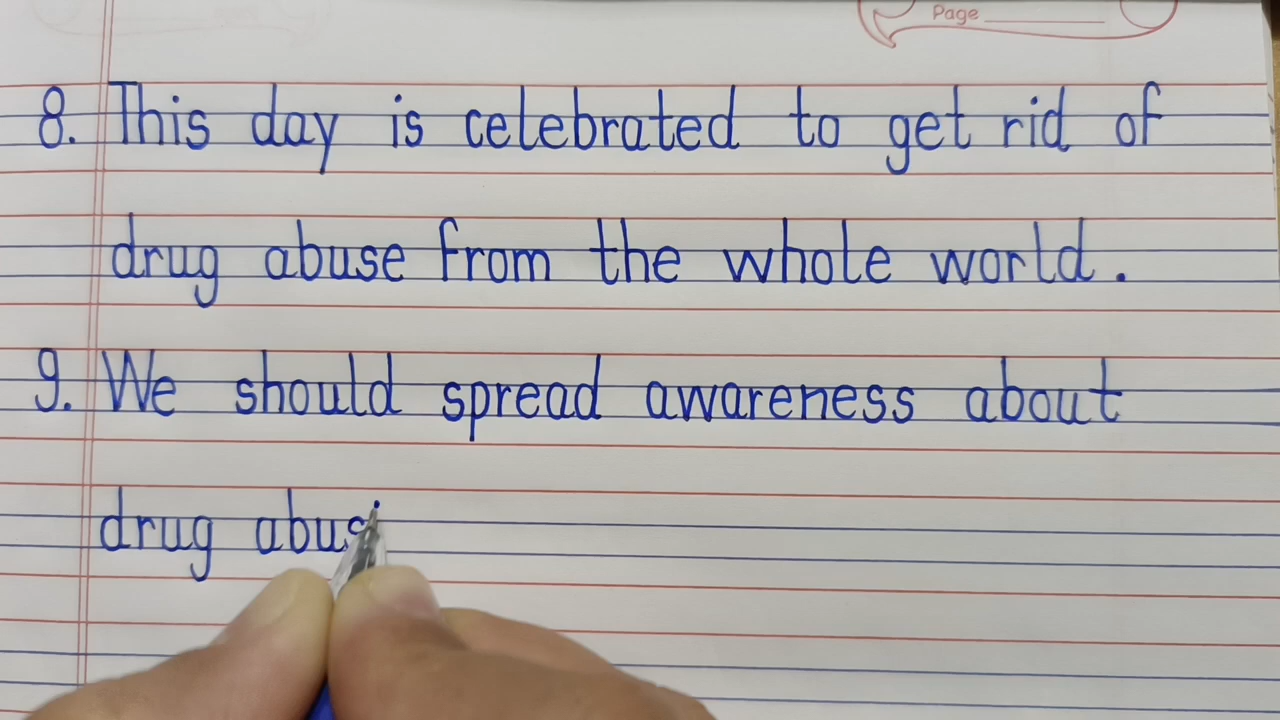 Page
8. This day is celebrated to get rid of
drug abuse from the whole world.
9. We should spread awareness about
drug abus